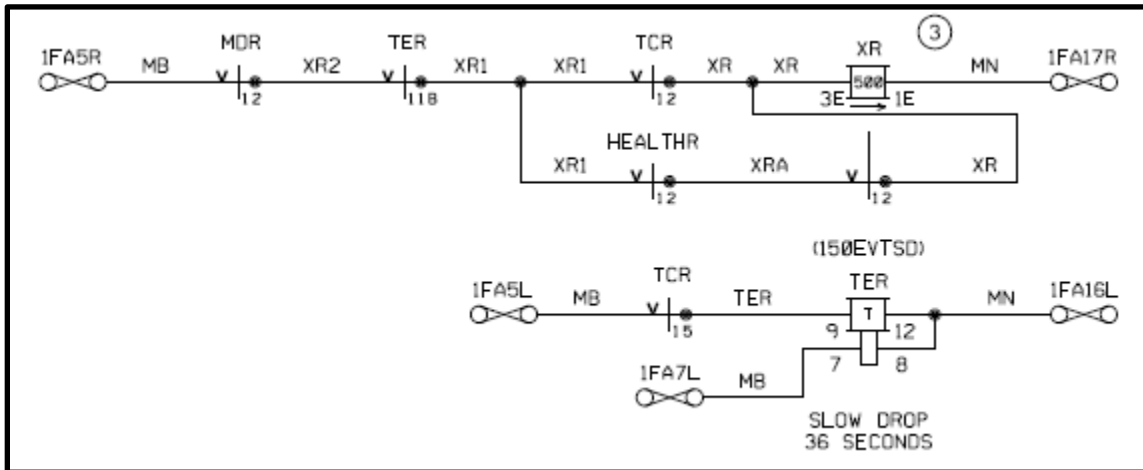 3
1FA5R MB MDR XR2 TER XR1 XR1 TCR XR XR XR 500 MN 1FA17R
V 12 V 11B V 12 3E 1E
HEALTHR
XR1 V 12 XRA V 12 XR
(150EVTSD)
1FA5L MB TCR TER TER T MN 1FA16L
V 15 9 12
7 8
1FA7L MB
SLOW DROP
36 SECONDS